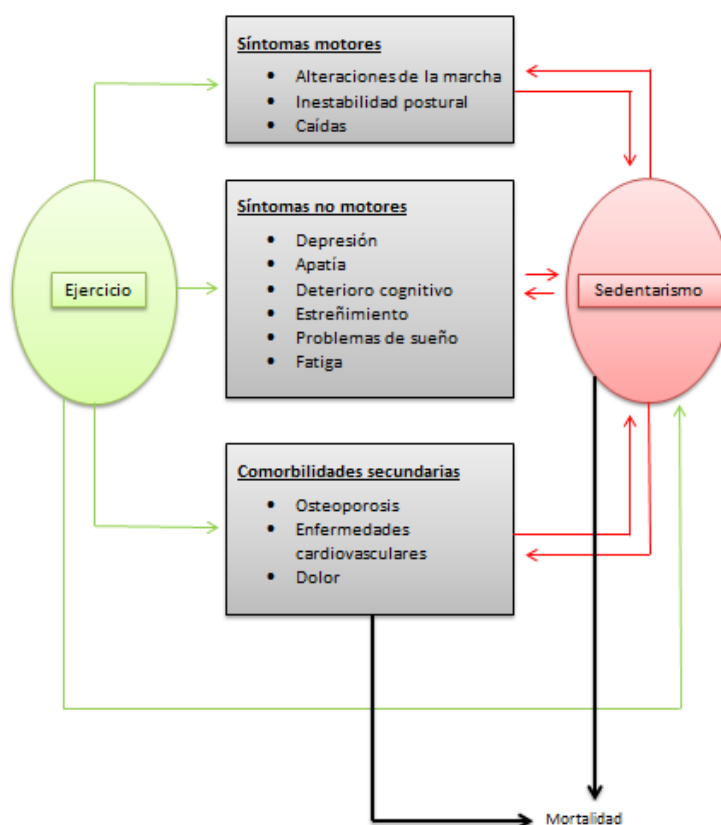 Síntomas motores
Alteraciones de la marcha
Inestabilidad postural
Caídas
Síntomas no motores
Depresión
Apatía
Deterioro cognitivo
Estreñimiento
Problemas de sueño
Fatiga
Ejercicio
Sedentarismo
Comorbilidades secundarias
Osteoporosis
Enfermedades
cardiovasculares
Dolor
Mortalidad